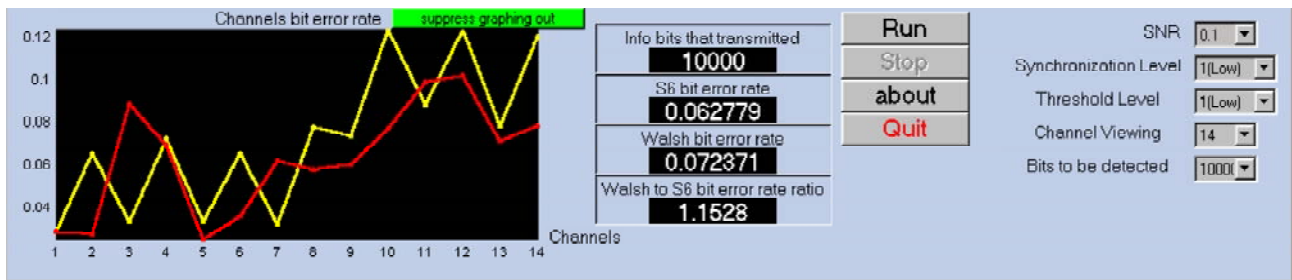 Channels bit error rate
suppress graphing out
0.12
0.1
0.08
0.06
0.04
1 2 3 4 5 6 7 8 9 10 11 12 13 14
Channels
Info bits that transmitted
10000
S6 bit error rate
0.062779
Walsh bit error rate
0.072371
Walsh to S6 bit error rate ratio
1.1528
Run
Stop
about
Quit
SNR 0.1
Synchronization Level 1(Low)
Threshold Level 1(Low)
Channel Viewing 14
Bits to be detected